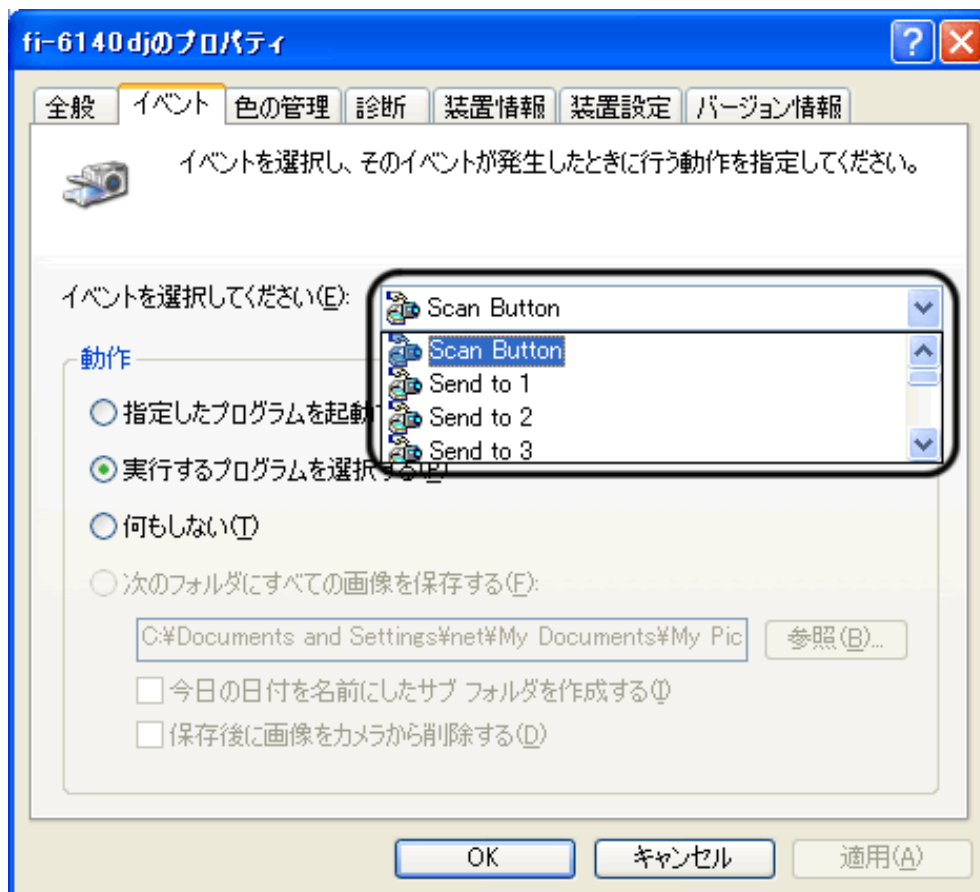 fi-6140djのプロパティ
全般 イベント 色の管理 診断 装置情報 装置設定 バージョン情報
イベントを選択し、そのイベントが発生したときに行う動作を指定してください。
イベントを選択してください(E):
Scan Button
Scan Button
Send to 1
Send to 2
Send to 3
動作
指定したプログラムを起動
実行するプログラムを選択する(P)
何もしない(T)
次のフォルダにすべての画像を保存する(F):
C:¥Documents and Settings¥net¥My Documents¥My Pic
参照(B)...
今日の日付を名前にしたサブ フォルダを作成する(I)
保存後に画像をカメラから削除する(D)
OK キャンセル 適用(A)